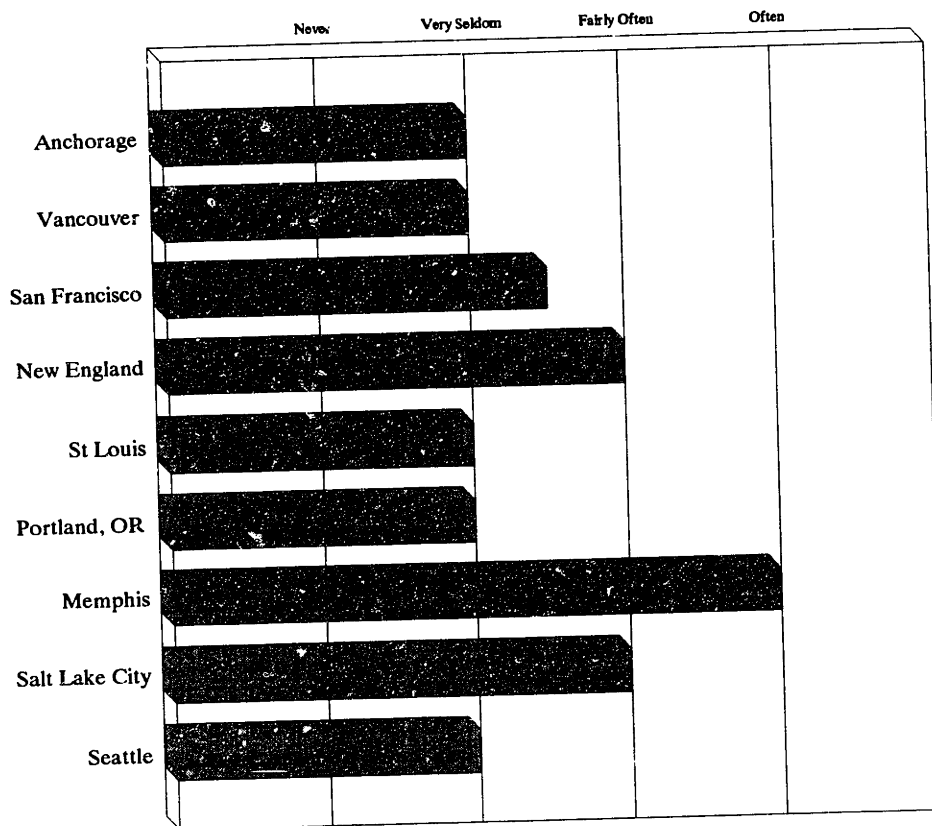 Never Very Seldom Fairly Often Often
Anchorage
Vancouver
San Francisco
New England
St Louis
Portland, OR
Memphis
Salt Lake City
Seattle